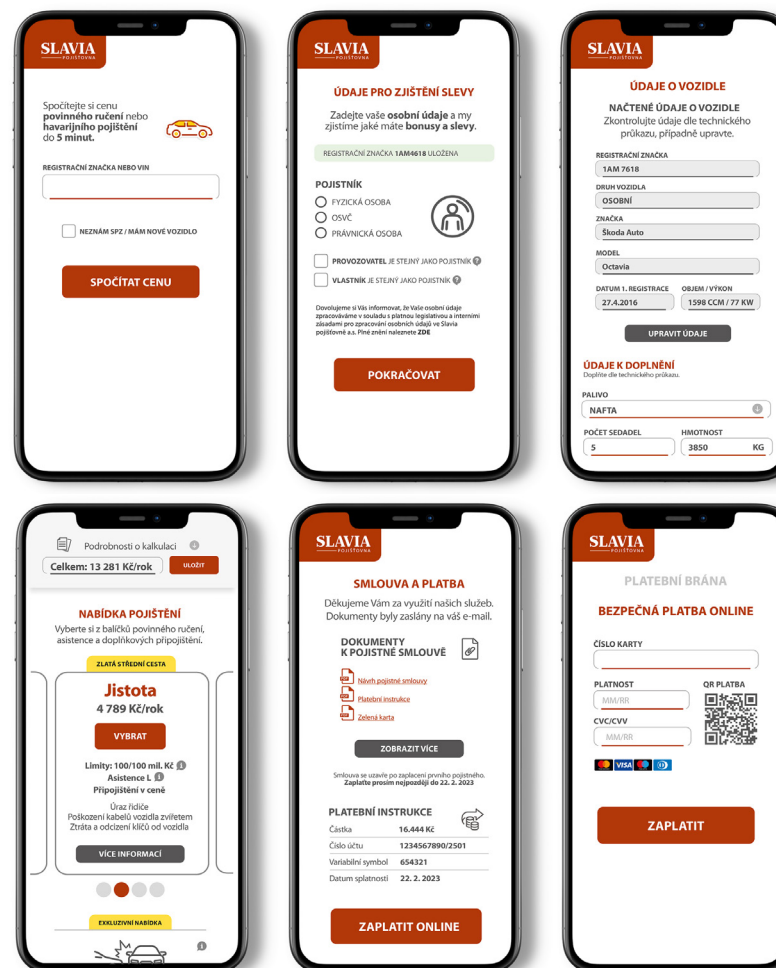 SLAVIA
POJIŠŤOVNA
Spočítejte si cenu
povinného ručení nebo
havarijního pojištění
do 5 minut.
REGISTRAČNÍ ZNAČKA NEBO VIN
NEZNÁM SPZ / MÁM NOVÉ VOZIDLO
SPOČÍTAT CENU
SLAVIA
POJIŠŤOVNA
ÚDAJE PRO ZJIŠTĚNÍ SLEVY
Zadejte vaše osobní údaje a my
zjistíme jaké máte bonusy a slevy.
REGISTRAČNÍ ZNAČKA 1AM4618 ULOŽENA
POJISTNÍK
FYZICKÁ OSOBA
OSVČ
PRÁVNICKÁ OSOBA
PROVOZOVATEL JE STEJNÝ JAKO POJISTNÍK ?
VLASTNÍK JE STEJNÝ JAKO POJISTNÍK ?
Dovolujeme si Vás informovat, že Vaše osobní údaje
zpracováváme v souladu s platnou legislativou a interními
zásadami pro zpracování osobních údajů ve Slavia
pojišťovně a.s. Plné znění naleznete ZDE
POKRAČOVAT
SLAVIA
POJIŠŤOVNA
ÚDAJE O VOZIDLE
NAČTENÉ ÚDAJE O VOZIDLE
Zkontrolujte údaje dle technického
průkazu, případně upravte.
REGISTRAČNÍ ZNAČKA
1AM 7618
DRUH VOZIDLA
OSOBNÍ
ZNAČKA
Škoda Auto
MODEL
Octavia
DATUM 1. REGISTRACE OBJEM / VÝKON
27.4.2016 1598 CCM / 77 KW
UPRAVIT ÚDAJE
ÚDAJE K DOPLNĚNÍ
Doplňte dle technického průkazu.
PALIVO
NAFTA
POČET SEDADEL HMOTNOST
5 3850 KG
Podrobnosti o kalkulaci
Celkem: 13 281 Kč/rok ULOŽIT
NABÍDKA POJIŠTĚNÍ
Vyberte si z balíčků povinného ručení,
asistence a doplňkových připojištění.
ZLATÁ STŘEDNÍ CESTA
Jistota
4 789 Kč/rok
VYBRAT
Limity: 100/100 mil. Kč
Asistence L
Připojištění v ceně
Úraz řidiče
Poškození kabelů vozidla zvířetem
Ztráta a odcizení klíčů od vozidla
VÍCE INFORMACÍ
EXKLUZIVNÍ NABÍDKA
SLAVIA
POJIŠŤOVNA
SMLOUVA A PLATBA
Děkujeme Vám za využití našich služeb.
Dokumenty byly zaslány na váš e-mail.
DOKUMENTY
K POJISTNÉ SMLOUVĚ
Návrh pojistné smlouvy
Platební instrukce
Zelená karta
ZOBRAZIT VÍCE
Smlouva se uzavře po zaplacení prvního pojistného.
Zaplaťte prosím nejpozději do 22. 2. 2023
PLATEBNÍ INSTRUKCE
Částka 16.444 Kč
Číslo účtu 1234567890/2501
Variabilní symbol 654321
Datum splatnosti 22. 2. 2023
ZAPLATIT ONLINE
SLAVIA
POJIŠŤOVNA
PLATEBNÍ BRÁNA
BEZPEČNÁ PLATBA ONLINE
ČÍSLO KARTY
PLATNOST QR PLATBA
MM/RR
CVC/CVV
MM/RR
VISA
ZAPLATIT